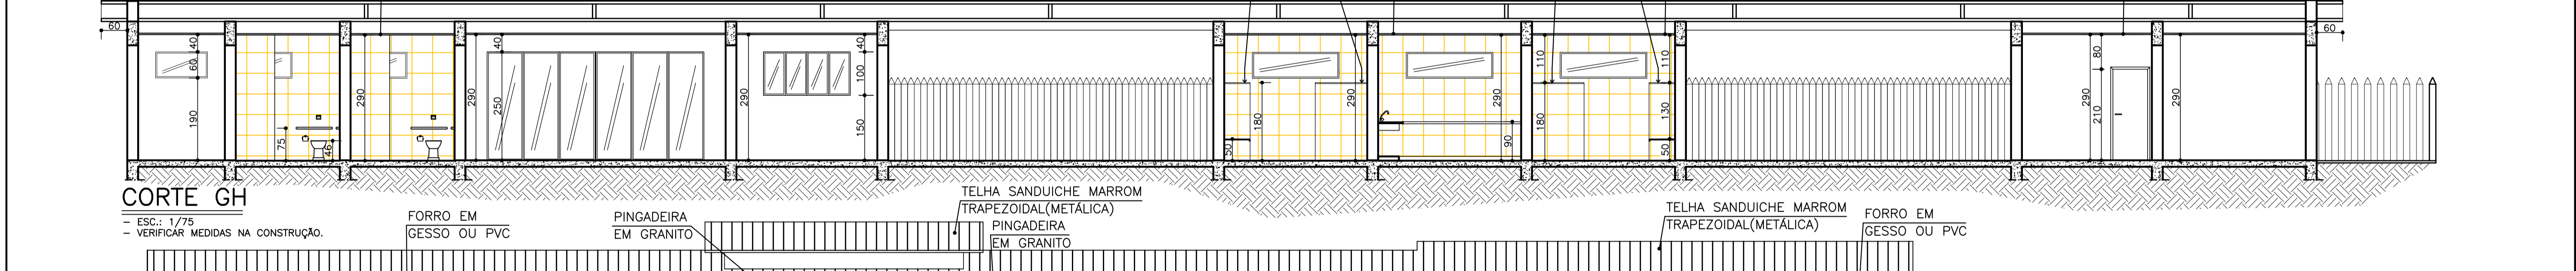 60
40
60
190
75
46
290
290
40
250
290
40
100
150
50
180
290
290
90
110
180
110
130
50
290
80
210
290
60
CORTE GH
- ESC.: 1/75
- VERIFICAR MEDIDAS NA CONSTRUÇÃO.
FORRO EM
GESSO OU PVC
PINGADEIRA
EM GRANITO
TELHA SANDUICHE MARROM
TRAPEZOIDAL(METÁLICA)
PINGADEIRA
EM GRANITO
TELHA SANDUICHE MARROM
TRAPEZOIDAL(METÁLICA)
FORRO EM
GESSO OU PVC